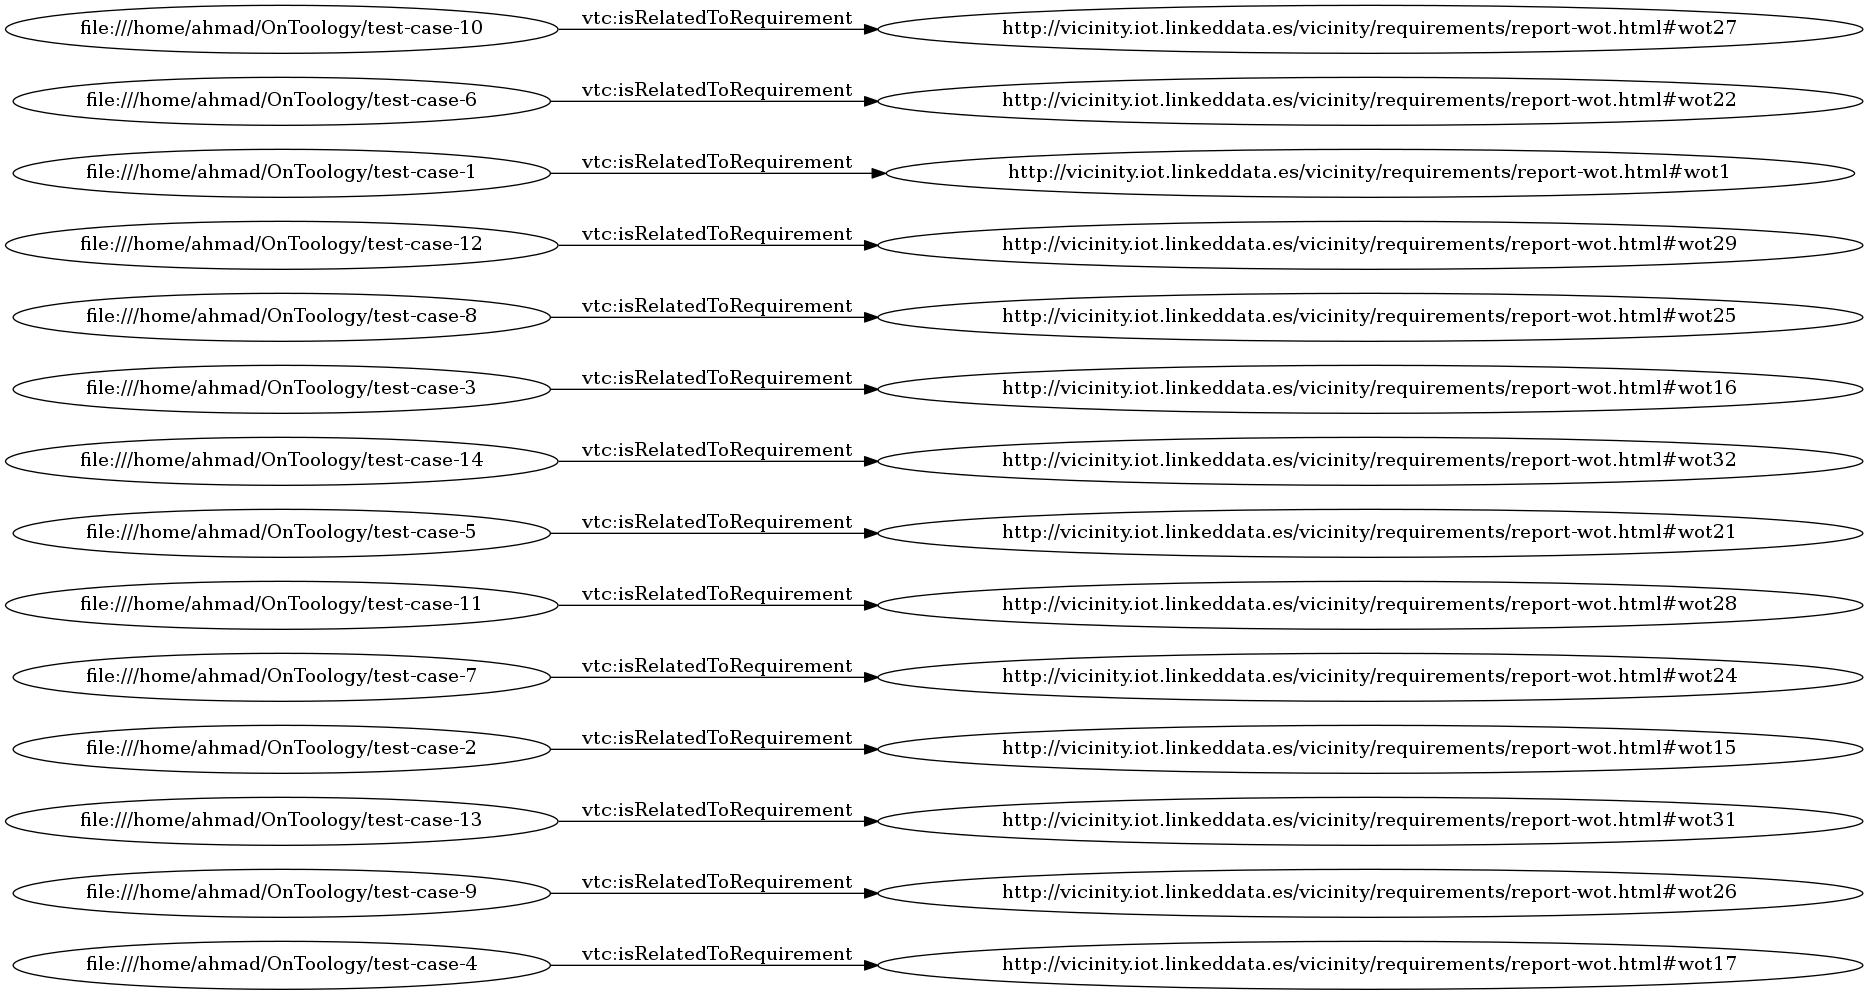 file:///home/ahmad/OnToology/test-case-10 vtc:isRelatedToRequirement http://vicinity.iot.linkeddata.es/vicinity/requirements/report-wot.html#wot27
file:///home/ahmad/OnToology/test-case-6 vtc:isRelatedToRequirement http://vicinity.iot.linkeddata.es/vicinity/requirements/report-wot.html#wot22
file:///home/ahmad/OnToology/test-case-1 vtc:isRelatedToRequirement http://vicinity.iot.linkeddata.es/vicinity/requirements/report-wot.html#wot1
file:///home/ahmad/OnToology/test-case-12 vtc:isRelatedToRequirement http://vicinity.iot.linkeddata.es/vicinity/requirements/report-wot.html#wot29
file:///home/ahmad/OnToology/test-case-8 vtc:isRelatedToRequirement http://vicinity.iot.linkeddata.es/vicinity/requirements/report-wot.html#wot25
file:///home/ahmad/OnToology/test-case-3 vtc:isRelatedToRequirement http://vicinity.iot.linkeddata.es/vicinity/requirements/report-wot.html#wot16
file:///home/ahmad/OnToology/test-case-14 vtc:isRelatedToRequirement http://vicinity.iot.linkeddata.es/vicinity/requirements/report-wot.html#wot32
file:///home/ahmad/OnToology/test-case-5 vtc:isRelatedToRequirement http://vicinity.iot.linkeddata.es/vicinity/requirements/report-wot.html#wot21
file:///home/ahmad/OnToology/test-case-11 vtc:isRelatedToRequirement http://vicinity.iot.linkeddata.es/vicinity/requirements/report-wot.html#wot28
file:///home/ahmad/OnToology/test-case-7 vtc:isRelatedToRequirement http://vicinity.iot.linkeddata.es/vicinity/requirements/report-wot.html#wot24
file:///home/ahmad/OnToology/test-case-2 vtc:isRelatedToRequirement http://vicinity.iot.linkeddata.es/vicinity/requirements/report-wot.html#wot15
file:///home/ahmad/OnToology/test-case-13 vtc:isRelatedToRequirement http://vicinity.iot.linkeddata.es/vicinity/requirements/report-wot.html#wot31
file:///home/ahmad/OnToology/test-case-9 vtc:isRelatedToRequirement http://vicinity.iot.linkeddata.es/vicinity/requirements/report-wot.html#wot26
file:///home/ahmad/OnToology/test-case-4 vtc:isRelatedToRequirement http://vicinity.iot.linkeddata.es/vicinity/requirements/report-wot.html#wot17